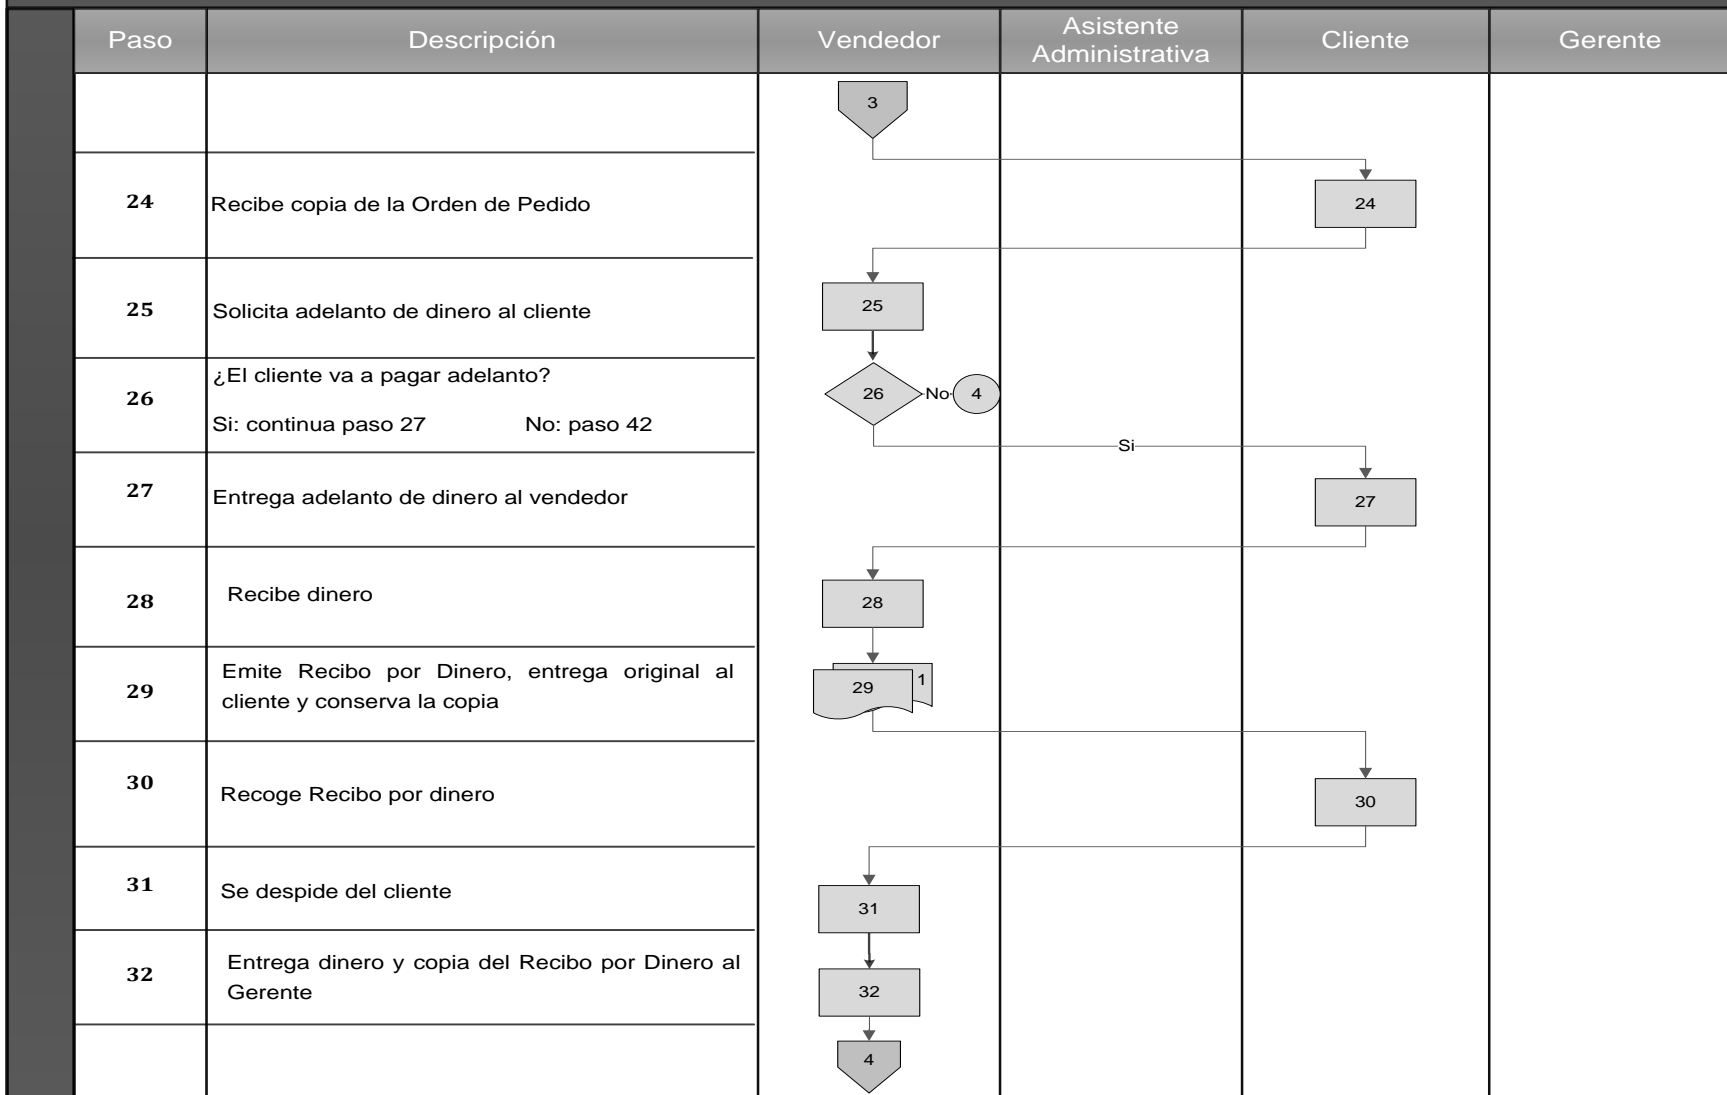 Paso
Descripción
Vendedor
Asistente
Administrativa
Cliente
Gerente
3
24
Recibe copia de la Orden de Pedido
24
25
Solicita adelanto de dinero al cliente
25
26
¿El cliente va a pagar adelanto?
Si: continua paso 27 No: paso 42
26
No
4
Si
27
Entrega adelanto de dinero al vendedor
27
28
Recibe dinero
28
29
Emite Recibo por Dinero, entrega original al
cliente y conserva la copia
29
1
30
Recoge Recibo por dinero
30
31
Se despide del cliente
31
32
Entrega dinero y copia del Recibo por Dinero al
Gerente
32
4